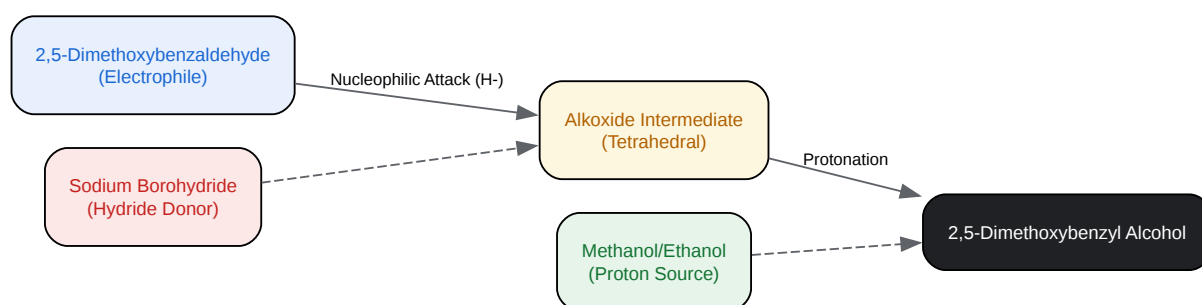 2,5-Dimethoxybenzaldehyde
(Electrophile)
Nucleophilic Attack (H-)
Sodium Borohydride
(Hydride Donor)
Alkoxide Intermediate
(Tetrahedral)
Protonation
Methanol/Ethanol
(Proton Source)
2,5-Dimethoxybenzyl Alcohol